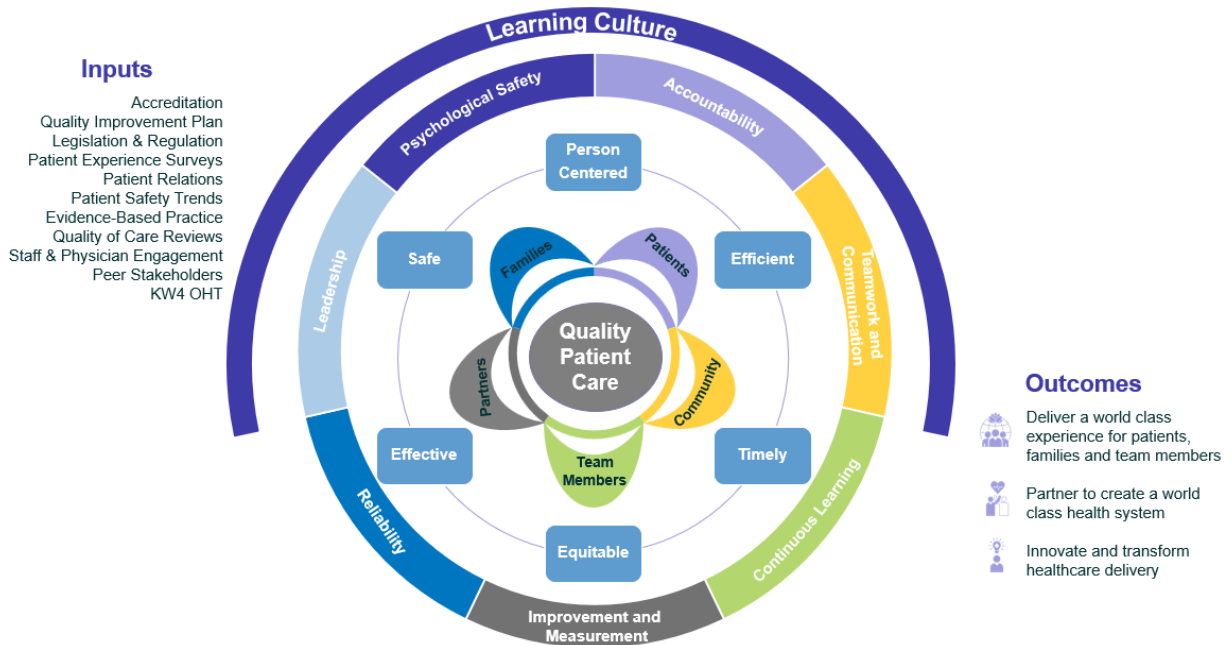 Learning Culture
Inputs
Accreditation
Quality Improvement Plan
Legislation & Regulation
Patient Experience Surveys
Patient Relations
Patient Safety Trends
Evidence-Based Practice
Quality of Care Reviews
Staff & Physician Engagement
Peer Stakeholders
KW4 OHT
Psychological Safety
Accountability
Teamwork and
Communication
Continuous Learning
Improvement and
Measurement
Reliability
Leadership
Person
Centered
Efficient
Timely
Equitable
Effective
Safe
Families
Patients
Community
Team
Members
Partners
Quality
Patient
Care
Outcomes
Deliver a world class
experience for patients,
families and team members
Partner to create a world
class health system
Innovate and transform
healthcare delivery